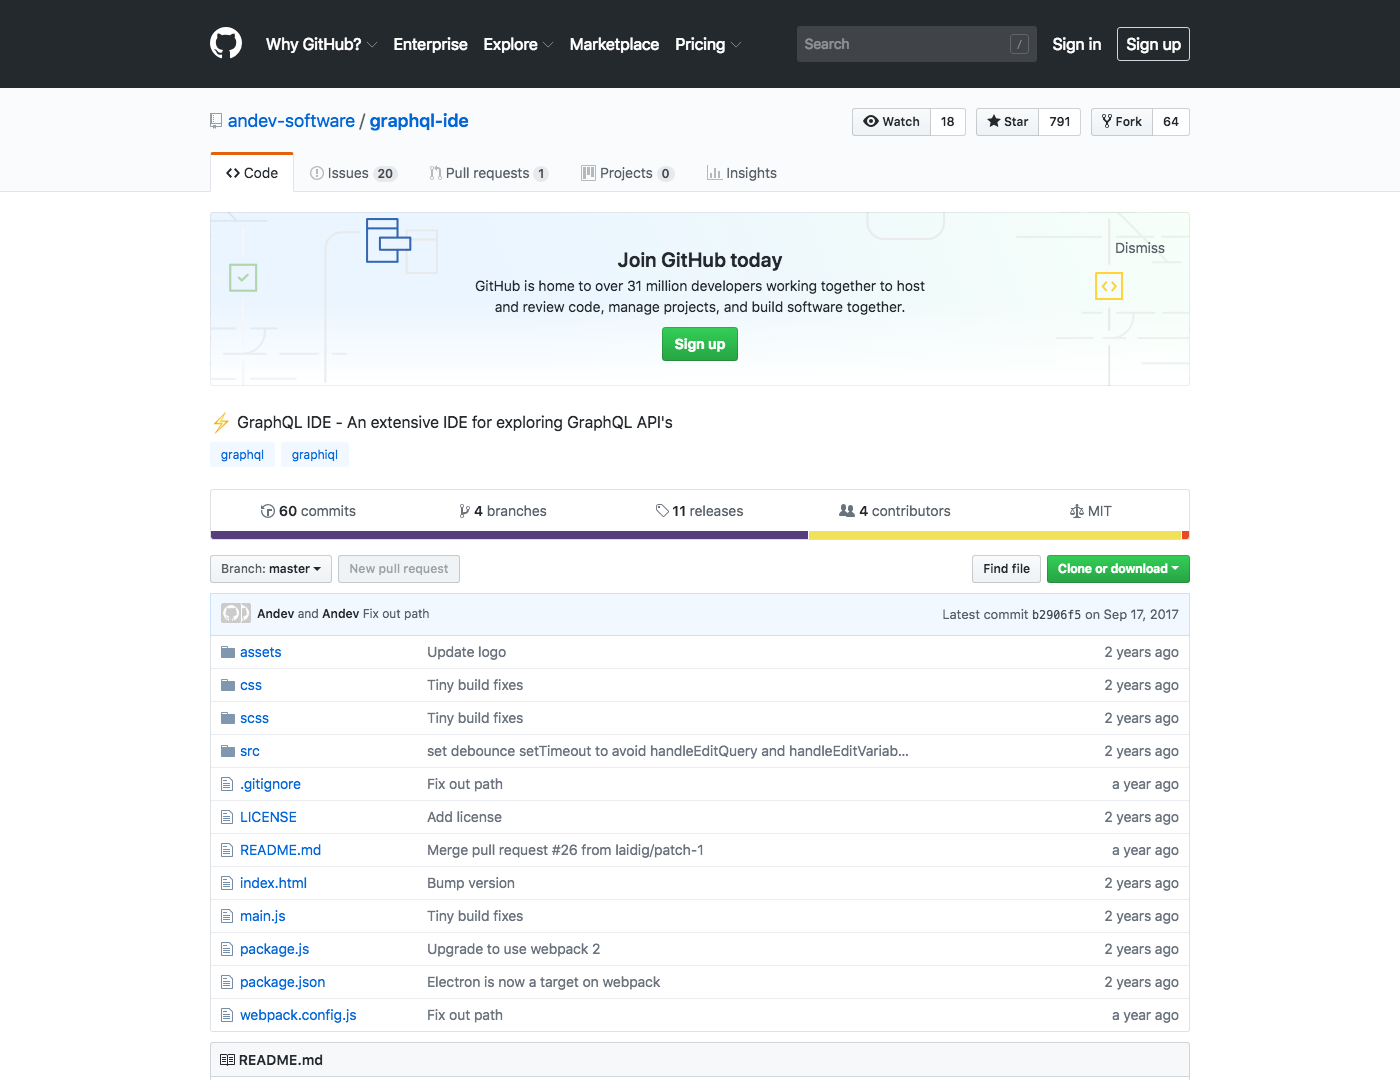 Why GitHub? Enterprise Explore Marketplace Pricing Search / Sign in Sign up
andev-software / graphql-ide Watch 18 Star 791 Fork 64
Code Issues 20 Pull requests 1 Projects 0 Insights
Dismiss
Join GitHub today
GitHub is home to over 31 million developers working together to host
and review code, manage projects, and build software together.
Sign up
⚡ GraphQL IDE - An extensive IDE for exploring GraphQL API's
graphql graphiql
60 commits 4 branches 11 releases 4 contributors MIT
Branch: master New pull request Find file Clone or download
Andev and Andev Fix out path Latest commit b2906f5 on Sep 17, 2017
assets Update logo 2 years ago
css Tiny build fixes 2 years ago
scss Tiny build fixes 2 years ago
src set debounce setTimeout to avoid handleEditQuery and handleEditVariab… 2 years ago
.gitignore Fix out path a year ago
LICENSE Add license 2 years ago
README.md Merge pull request #26 from laidig/patch-1 a year ago
index.html Bump version 2 years ago
main.js Tiny build fixes 2 years ago
package.js Upgrade to use webpack 2 2 years ago
package.json Electron is now a target on webpack 2 years ago
webpack.config.js Fix out path a year ago
README.md